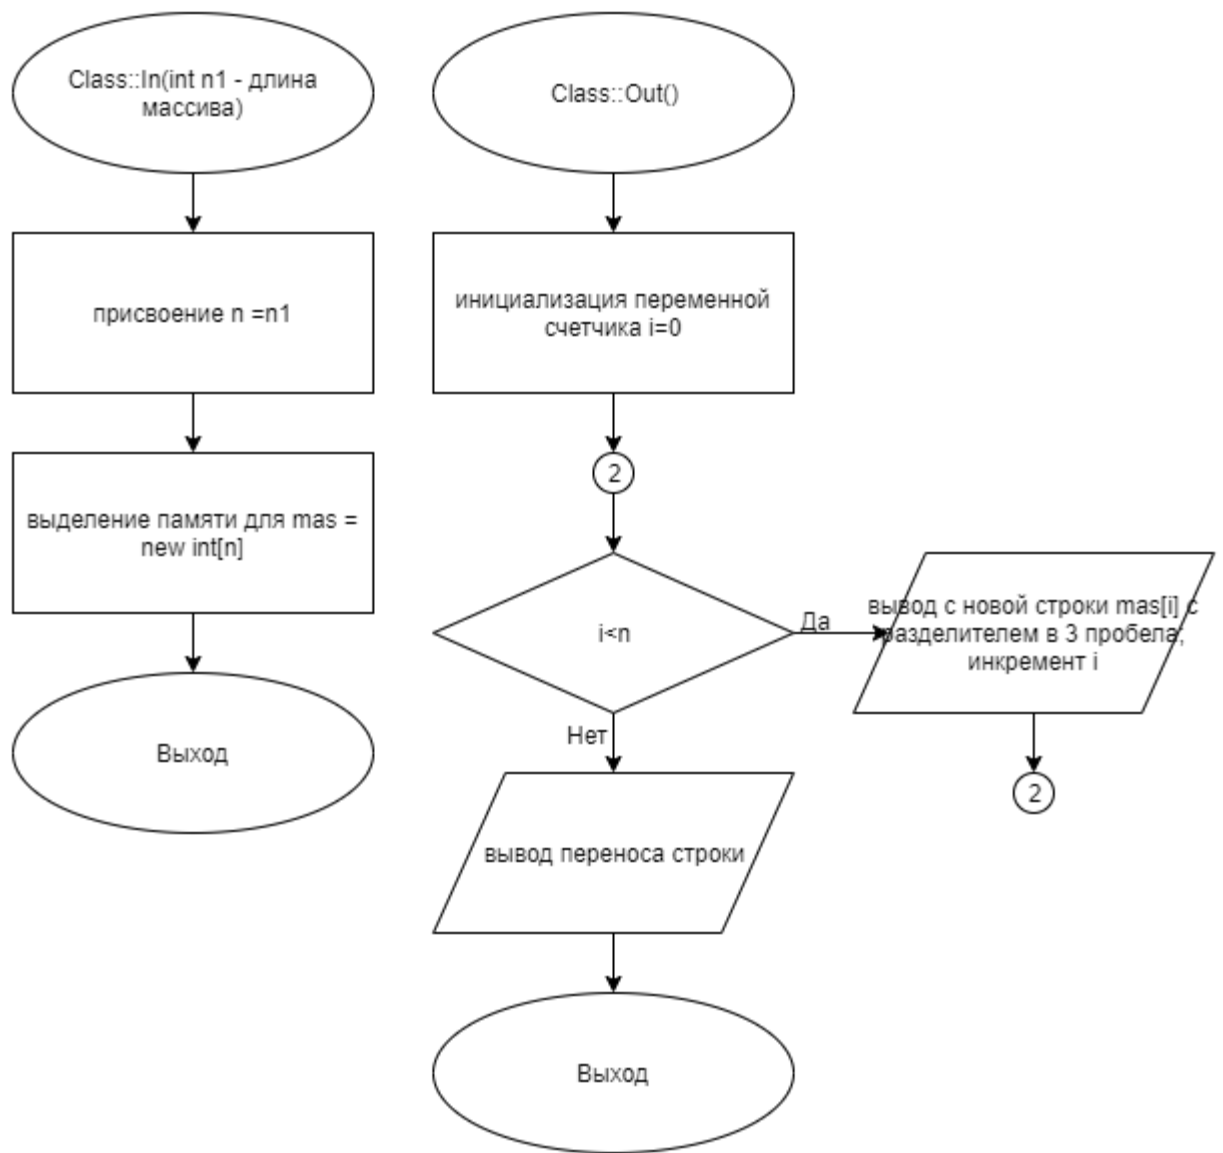 Class::In(int n1 - длина
массива)
присвоение n =n1
выделение памяти для mas =
new int[n]
Выход
Class::Out()
инициализация переменной
счетчика i=0
2
i<n
Да
вывод с новой строки mas[i] с
разделителем в 3 пробела;
инкремент i
2
Нет
вывод переноса строки
Выход